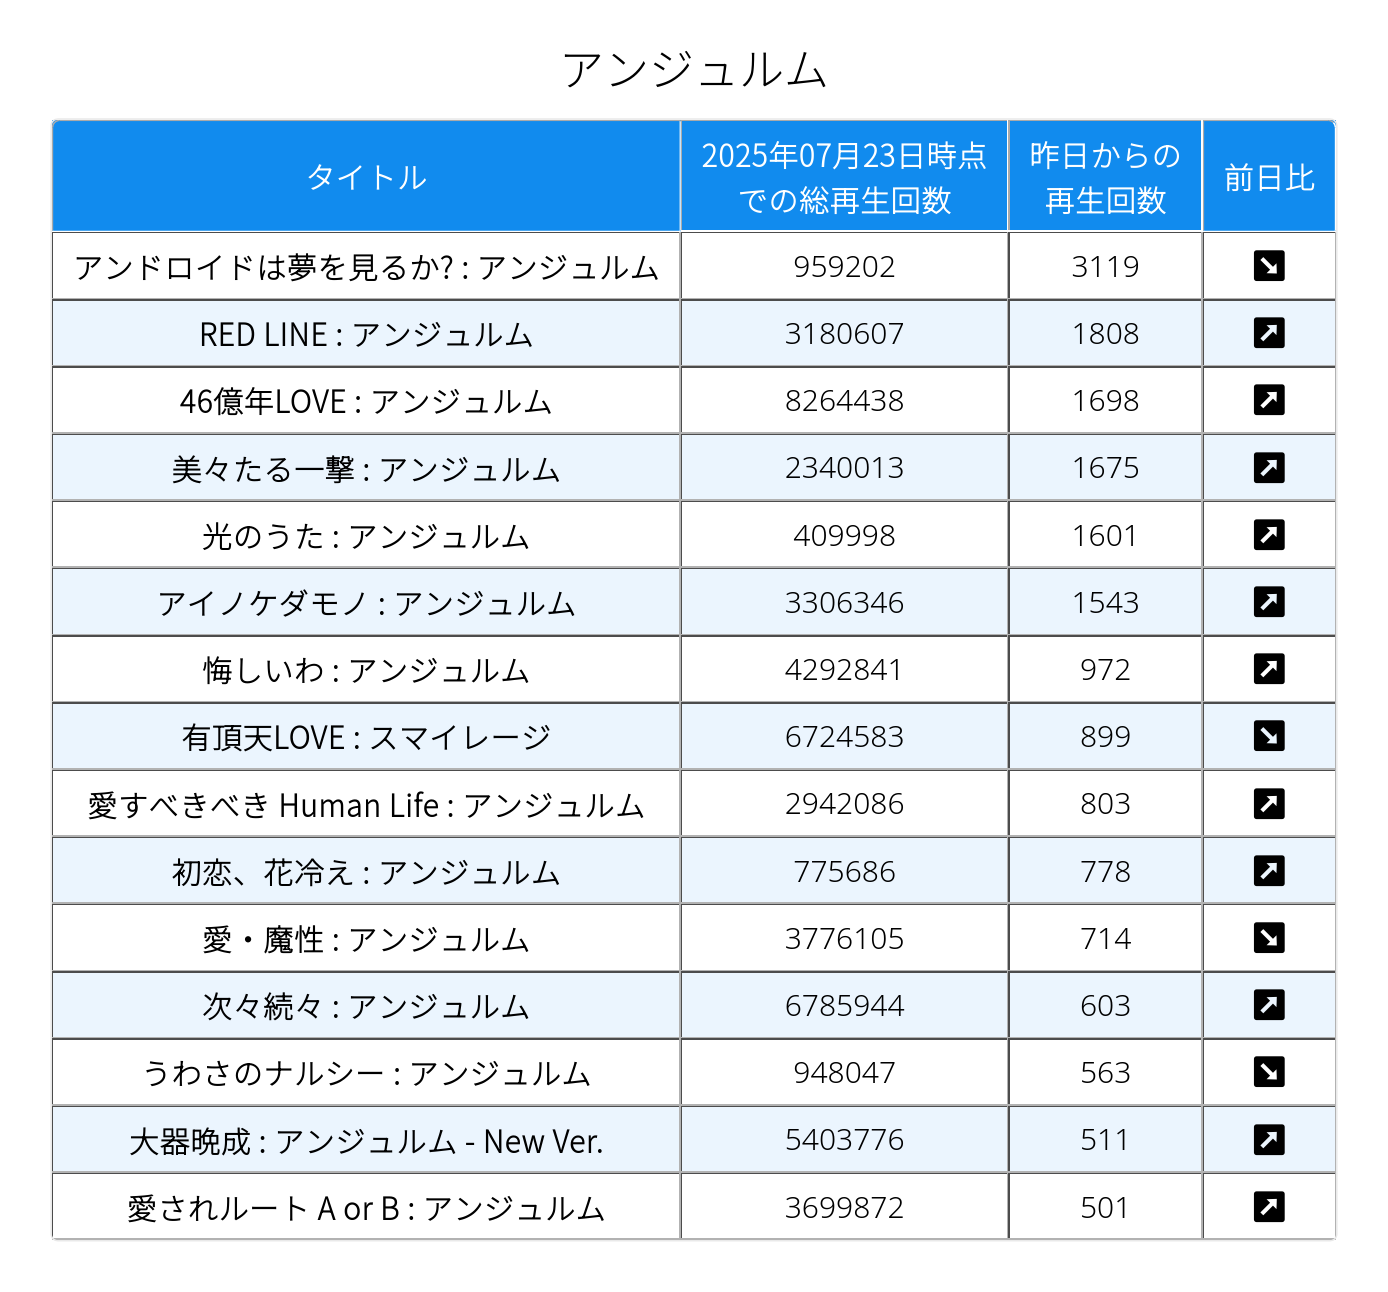 アンジュルム
タイトル
2025年07月23日時点
での総再生回数
昨日からの
再生回数
前日比
アンドロイドは夢を見るか? : アンジュルム 959202 3119
RED LINE : アンジュルム 3180607 1808
46億年LOVE : アンジュルム 8264438 1698
美々たる一撃 : アンジュルム 2340013 1675
光のうた : アンジュルム 409998 1601
アイノケダモノ : アンジュルム 3306346 1543
悔しいわ : アンジュルム 4292841 972
有頂天LOVE : スマイレージ 6724583 899
愛すべきべき Human Life : アンジュルム 2942086 803
初恋、花冷え : アンジュルム 775686 778
愛・魔性 : アンジュルム 3776105 714
次々続々 : アンジュルム 6785944 603
うわさのナルシー : アンジュルム 948047 563
大器晩成 : アンジュルム - New Ver. 5403776 511
愛されルート A or B : アンジュルム 3699872 501